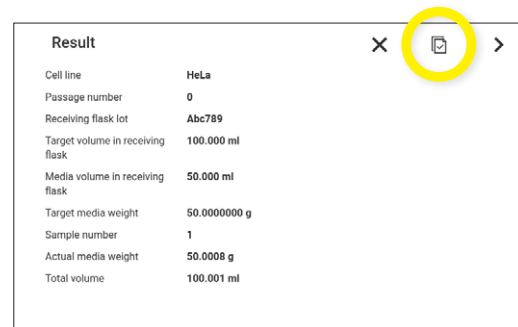 Result
Cell line HeLa
Passage number 0
Receiving flask lot Abc789
Target volume in receiving 100.000 ml
flask
Media volume in receiving 50.000 ml
flask
Target media weight 50.0000000 g
Sample number 1
Actual media weight 50.0008 g
Total volume 100.001 ml